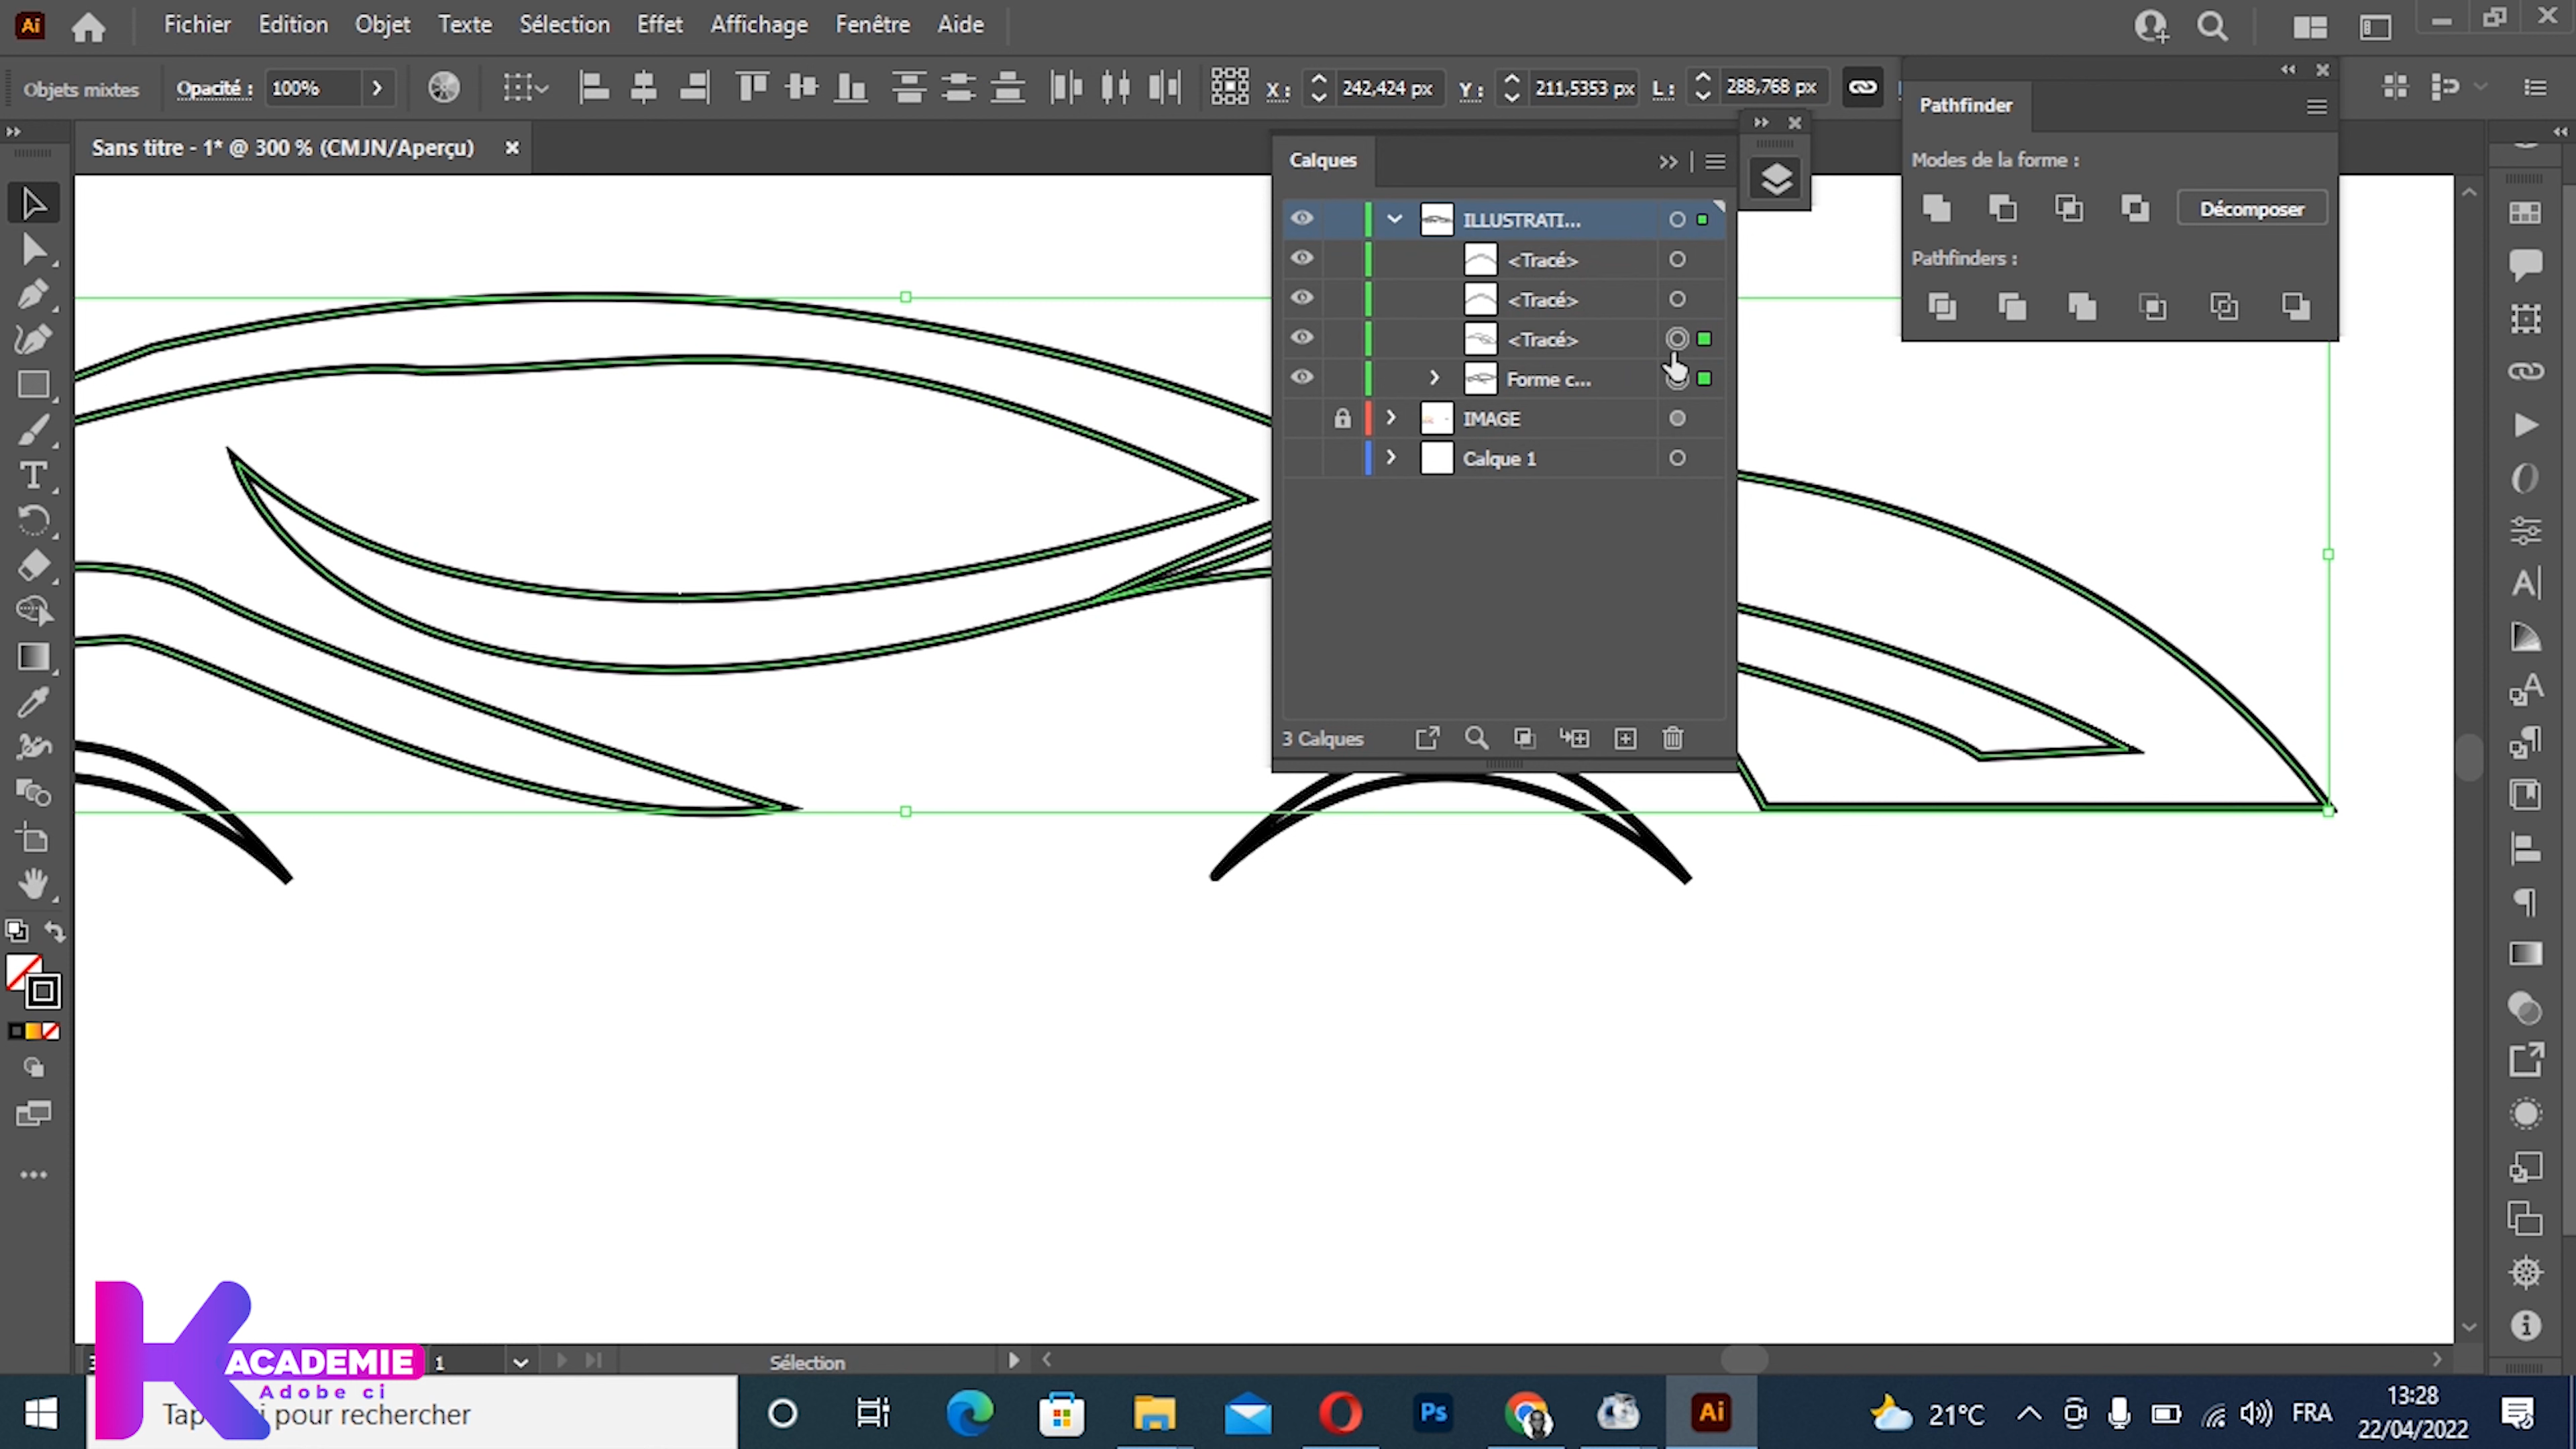 Ai Fichier Edition Objet Texte Sélection Effet Affichage Fenêtre Aide
Objets mixtes Opacité : 100% X : 242,424 px Y : 211,5353 px L : 288,768 px
Sans titre - 1* @ 300 % (CMJN/Aperçu)
Calques
ILLUSTRATI...
<Tracé>
<Tracé>
<Tracé>
Forme c...
IMAGE
Calque 1
3 Calques
Pathfinder
Modes de la forme :
Décomposer
Pathfinders :
1 Sélection
K ACADEMIE
Adobe ci
pour rechercher
Ps
Ai
21°C
FRA
13:28
22/04/2022